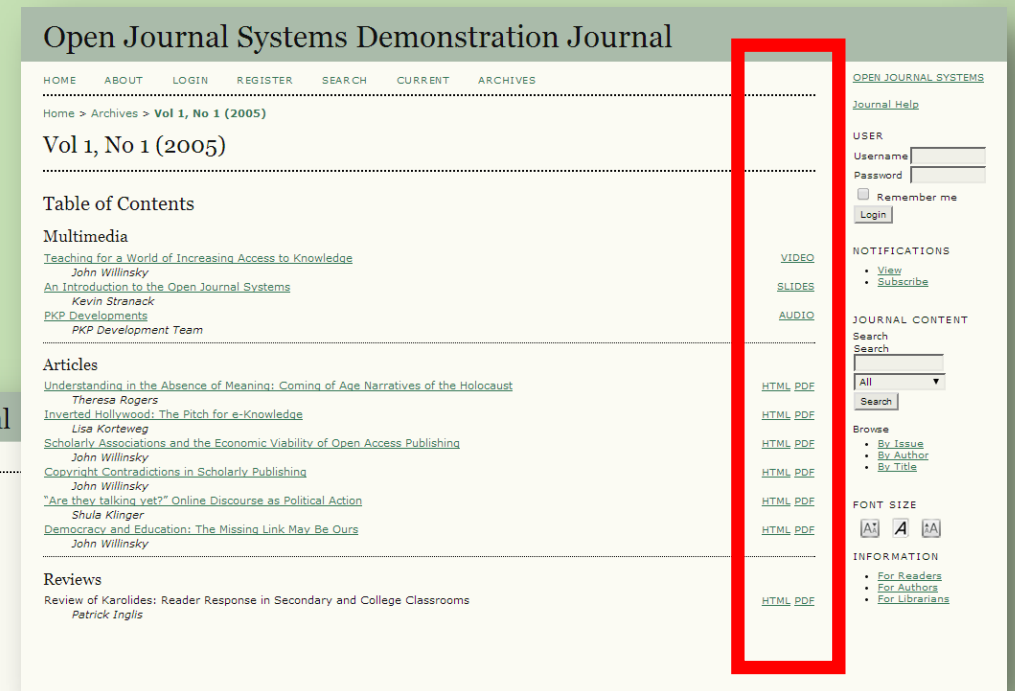 Open Journal Systems Demonstration Journal
HOME ABOUT LOGIN REGISTER SEARCH CURRENT ARCHIVES
Home > Archives > Vol 1, No 1 (2005)
Vol 1, No 1 (2005)
Table of Contents
Multimedia
Teaching for a World of Increasing Access to Knowledge VIDEO
John Willinsky
An Introduction to the Open Journal Systems SLIDES
Kevin Stranack
PKP Developments AUDIO
PKP Development Team
Articles
Understanding in the Absence of Meaning: Coming of Age Narratives of the Holocaust HTML PDF
Theresa Rogers
Inverted Hollywood: The Pitch for e-Knowledge HTML PDF
Lisa Korteweg
Scholarly Associations and the Economic Viability of Open Access Publishing HTML PDF
John Willinsky
Copyright Contradictions in Scholarly Publishing HTML PDF
John Willinsky
“Are they talking yet?” Online Discourse as Political Action HTML PDF
Shula Klinger
Democracy and Education: The Missing Link May Be Ours HTML PDF
John Willinsky
Reviews
Review of Karolides: Reader Response in Secondary and College Classrooms HTML PDF
Patrick Inglis
OPEN JOURNAL SYSTEMS
Journal Help
USER
Username
Password
Remember me
Login
NOTIFICATIONS
View
Subscribe
JOURNAL CONTENT
Search
Search
All
Search
Browse
By Issue
By Author
By Title
FONT SIZE
A A A
INFORMATION
For Readers
For Authors
For Librarians